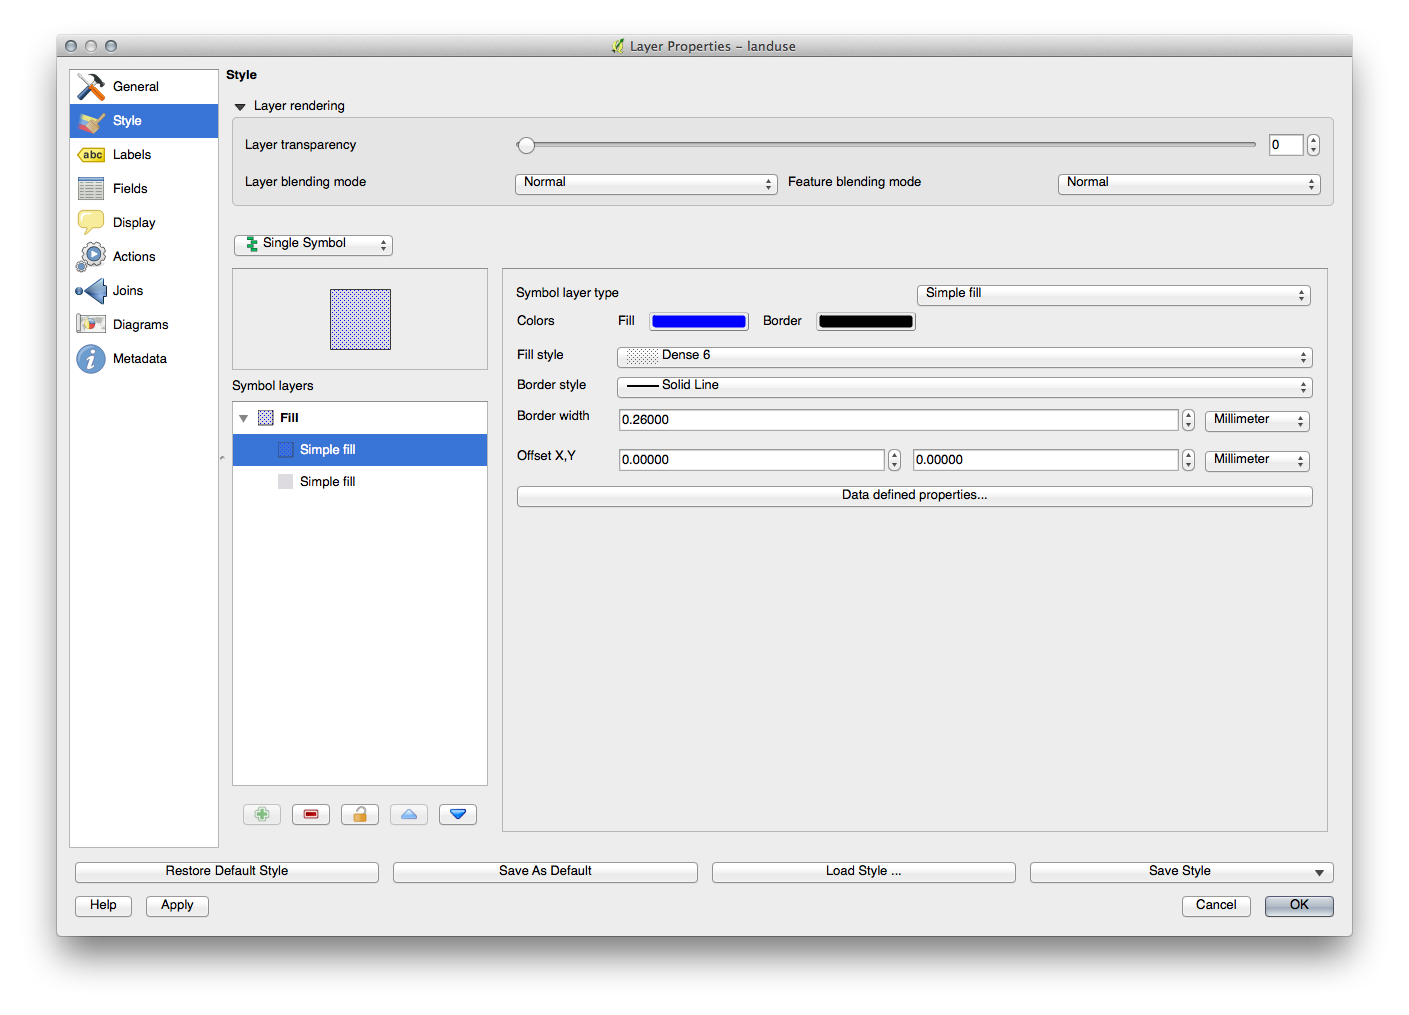 Layer Properties – landuse
General
Style
Labels
Fields
Display
Actions
Joins
Diagrams
Metadata
Style
Layer rendering
Layer transparency 0
Layer blending mode Normal Feature blending mode Normal
Single Symbol
Symbol layers
Fill
Simple fill
Simple fill
Symbol layer type Simple fill
Colors Fill Border
Fill style Dense 6
Border style Solid Line
Border width 0.26000 Millimeter
Offset X,Y 0.00000 0.00000 Millimeter
Data defined properties...
Restore Default Style Save As Default Load Style ... Save Style
Help Apply Cancel OK
abc